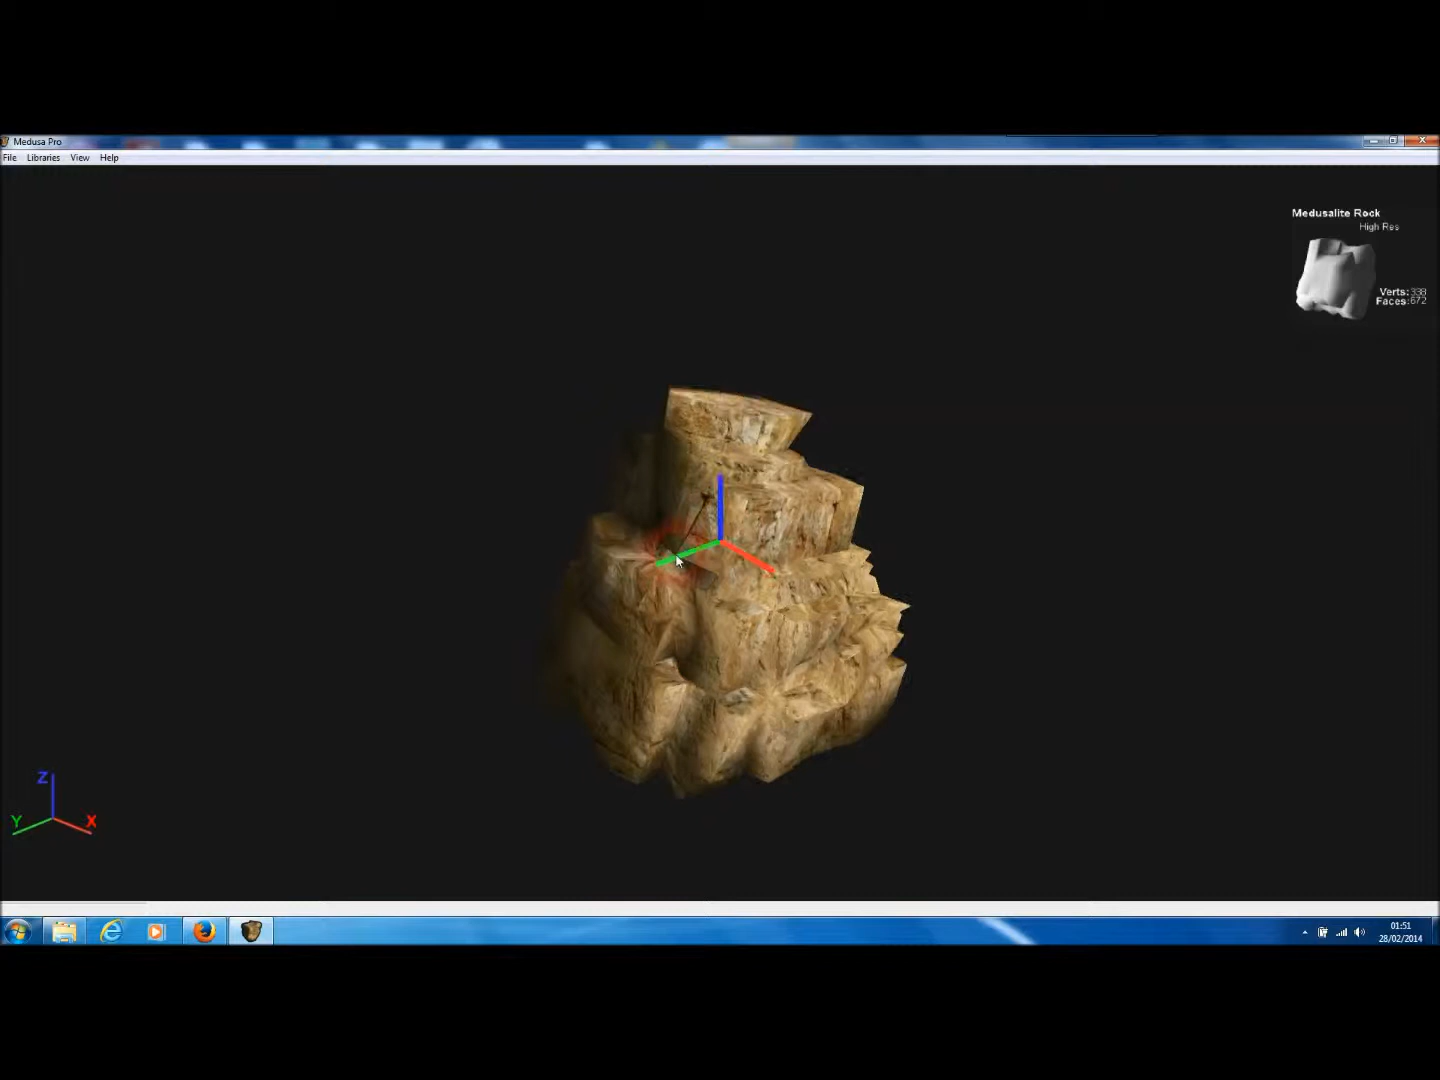 Medusa Pro
File Libraries View Help
Medusalite Rock
High Res
Verts:338
Faces:672
Z
Y
X
01:51
28/02/2014